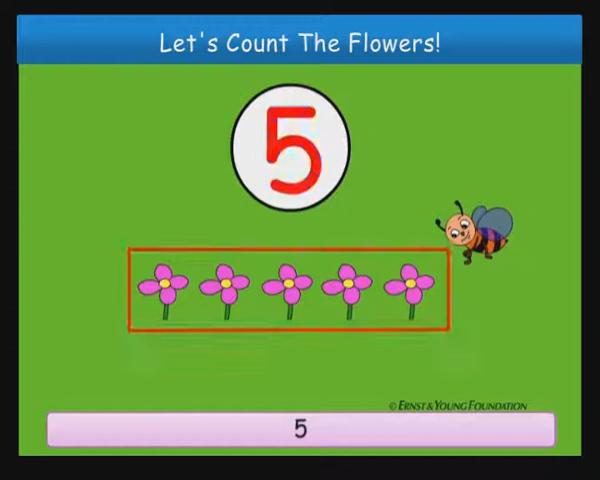 Let's Count The Flowers!
5
© ERNST & YOUNG FOUNDATION
5